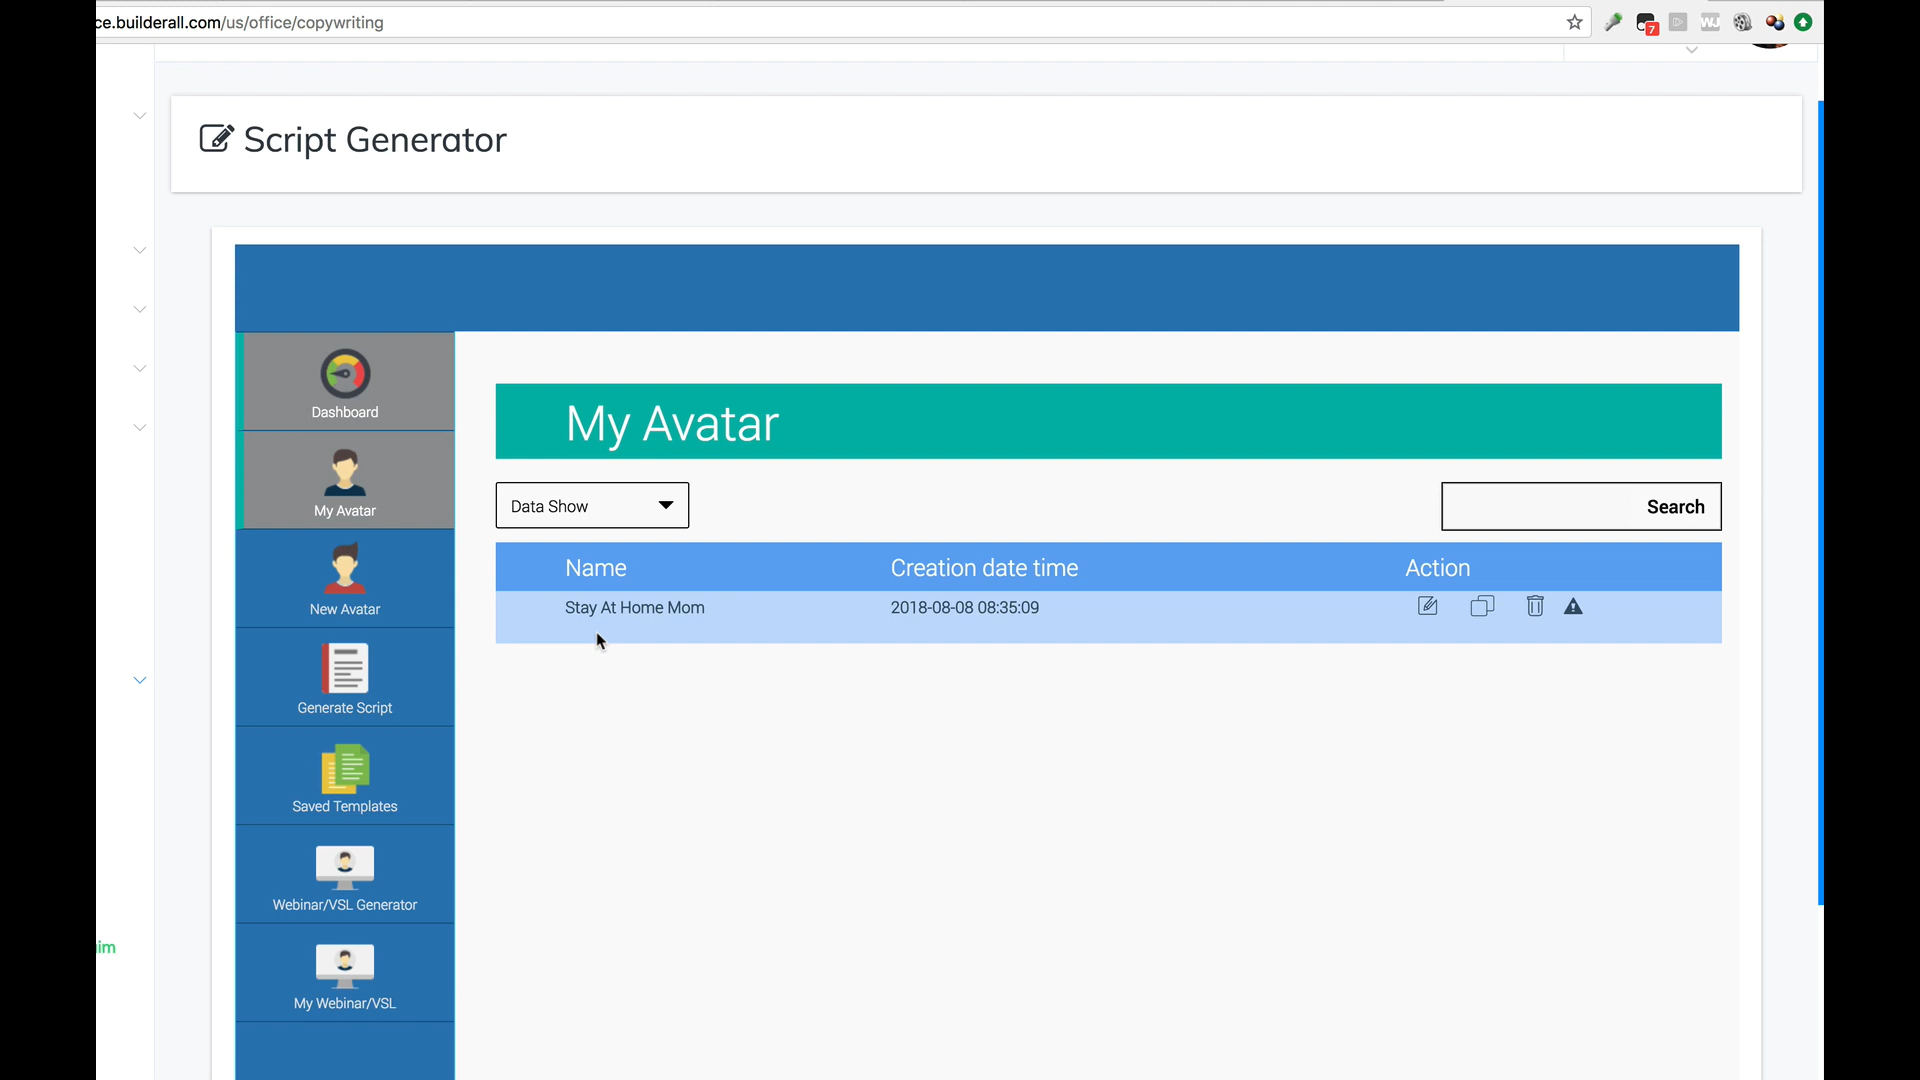 ce.builderall.com/us/office/copywriting
7
WJ
Script Generator
Dashboard
My Avatar
New Avatar
Generate Script
Saved Templates
Webinar/VSL Generator
My Webinar/VSL
im
My Avatar
Data Show
Search
Name Creation date time Action
Stay At Home Mom 2018-08-08 08:35:09